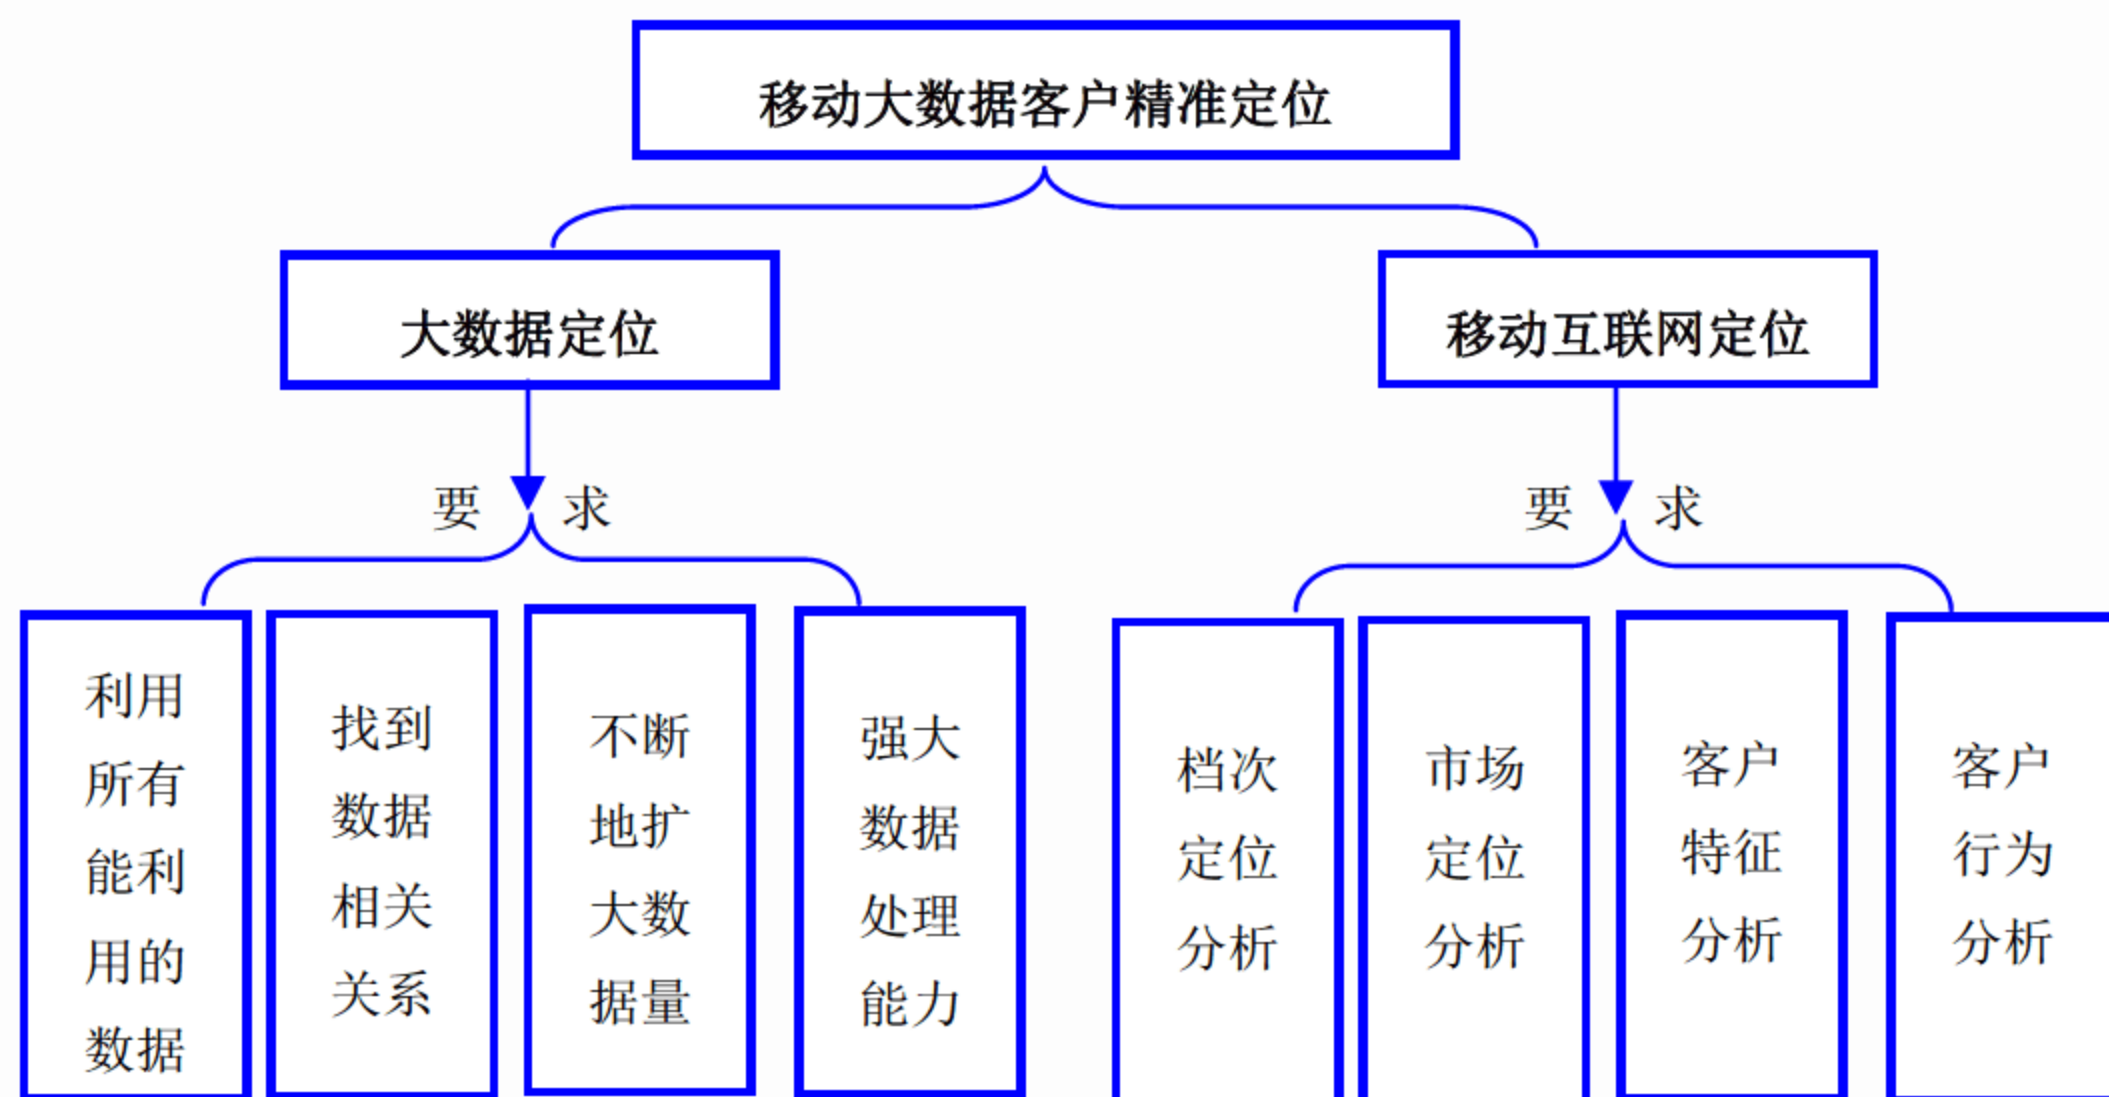 移动大数据客户精准定位
大数据定位
移动互联网定位
要 求
要 求
利用
所有
能利
用的
数据
找到
数据
相关
关系
不断
地扩
大数
据量
强大
数据
处理
能力
档次
定位
分析
市场
定位
分析
客户
特征
分析
客户
行为
分析